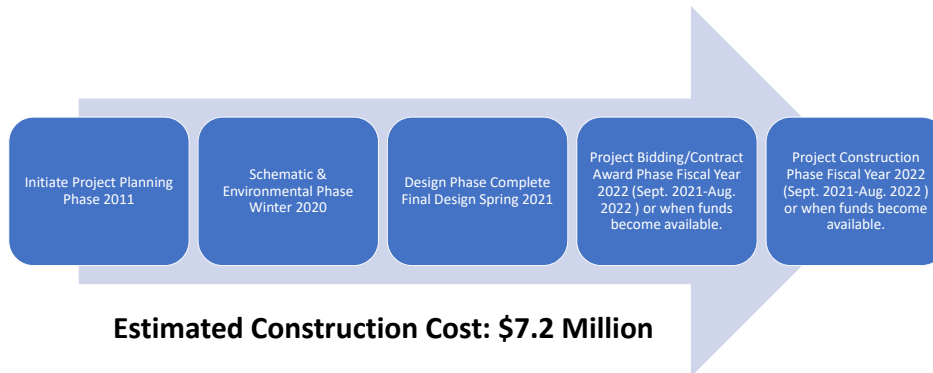 Initiate Project Planning
Phase 2011
Schematic &
Environmental Phase
Winter 2020
Design Phase Complete
Final Design Spring 2021
Project Bidding/Contract
Award Phase Fiscal Year
2022 (Sept. 2021-Aug.
2022 ) or when funds
become available.
Project Construction
Phase Fiscal Year 2022
(Sept. 2021-Aug. 2022 )
or when funds become
available.
Estimated Construction Cost: $7.2 Million